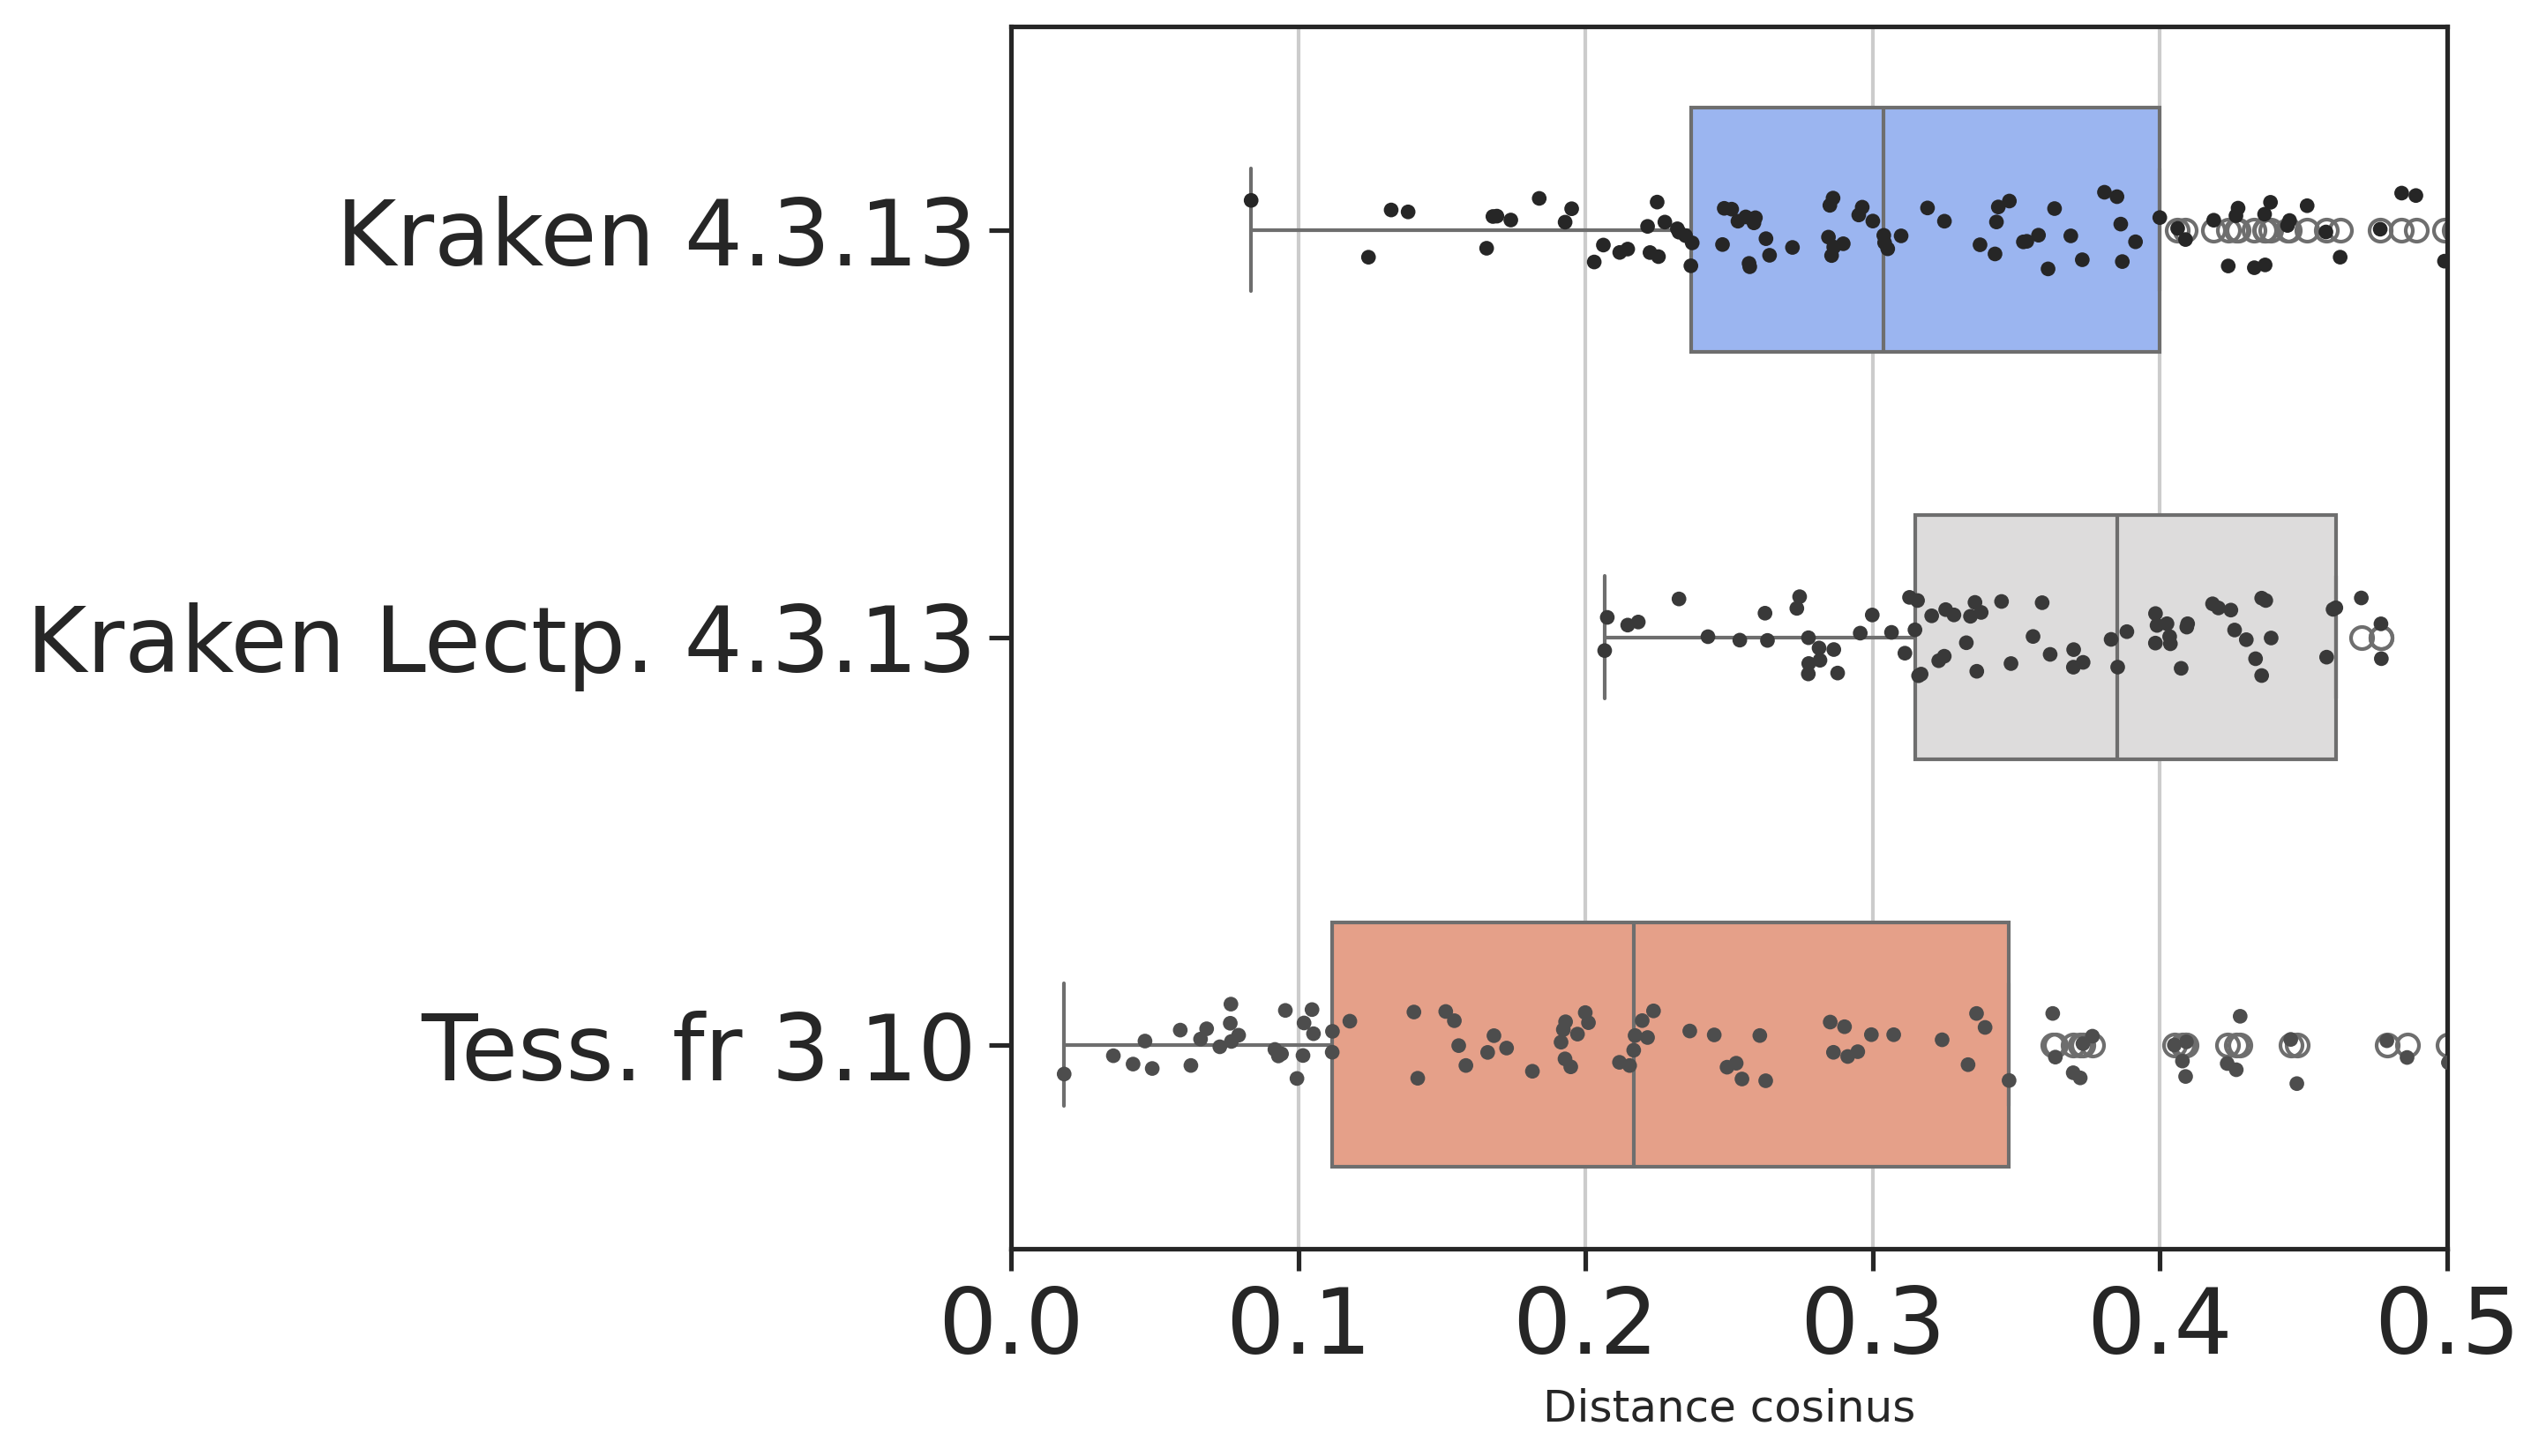 Kraken 4.3.13
Kraken Lectp. 4.3.13
Tess. fr 3.10
0.0 0.1 0.2 0.3 0.4 0.5
Distance cosinus